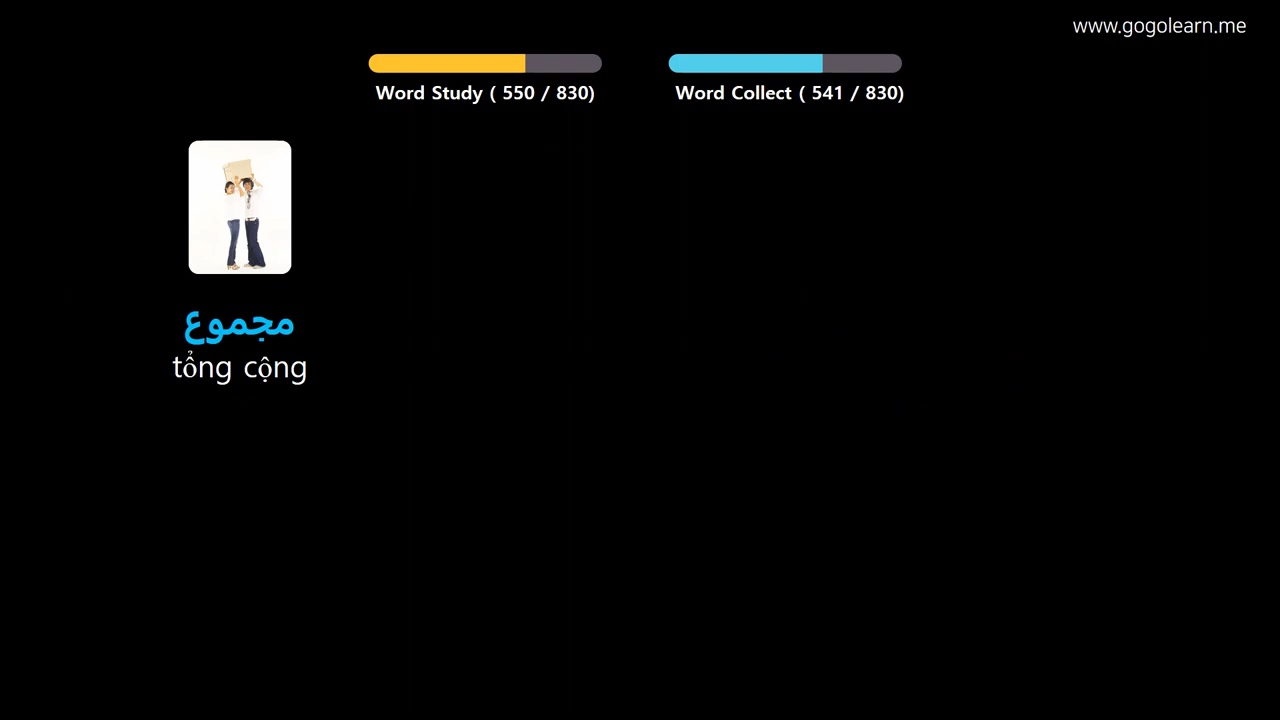 www.gogolearn.me
Word Study ( 550 / 830)
Word Collect ( 541 / 830)
مجموع
tổng cộng